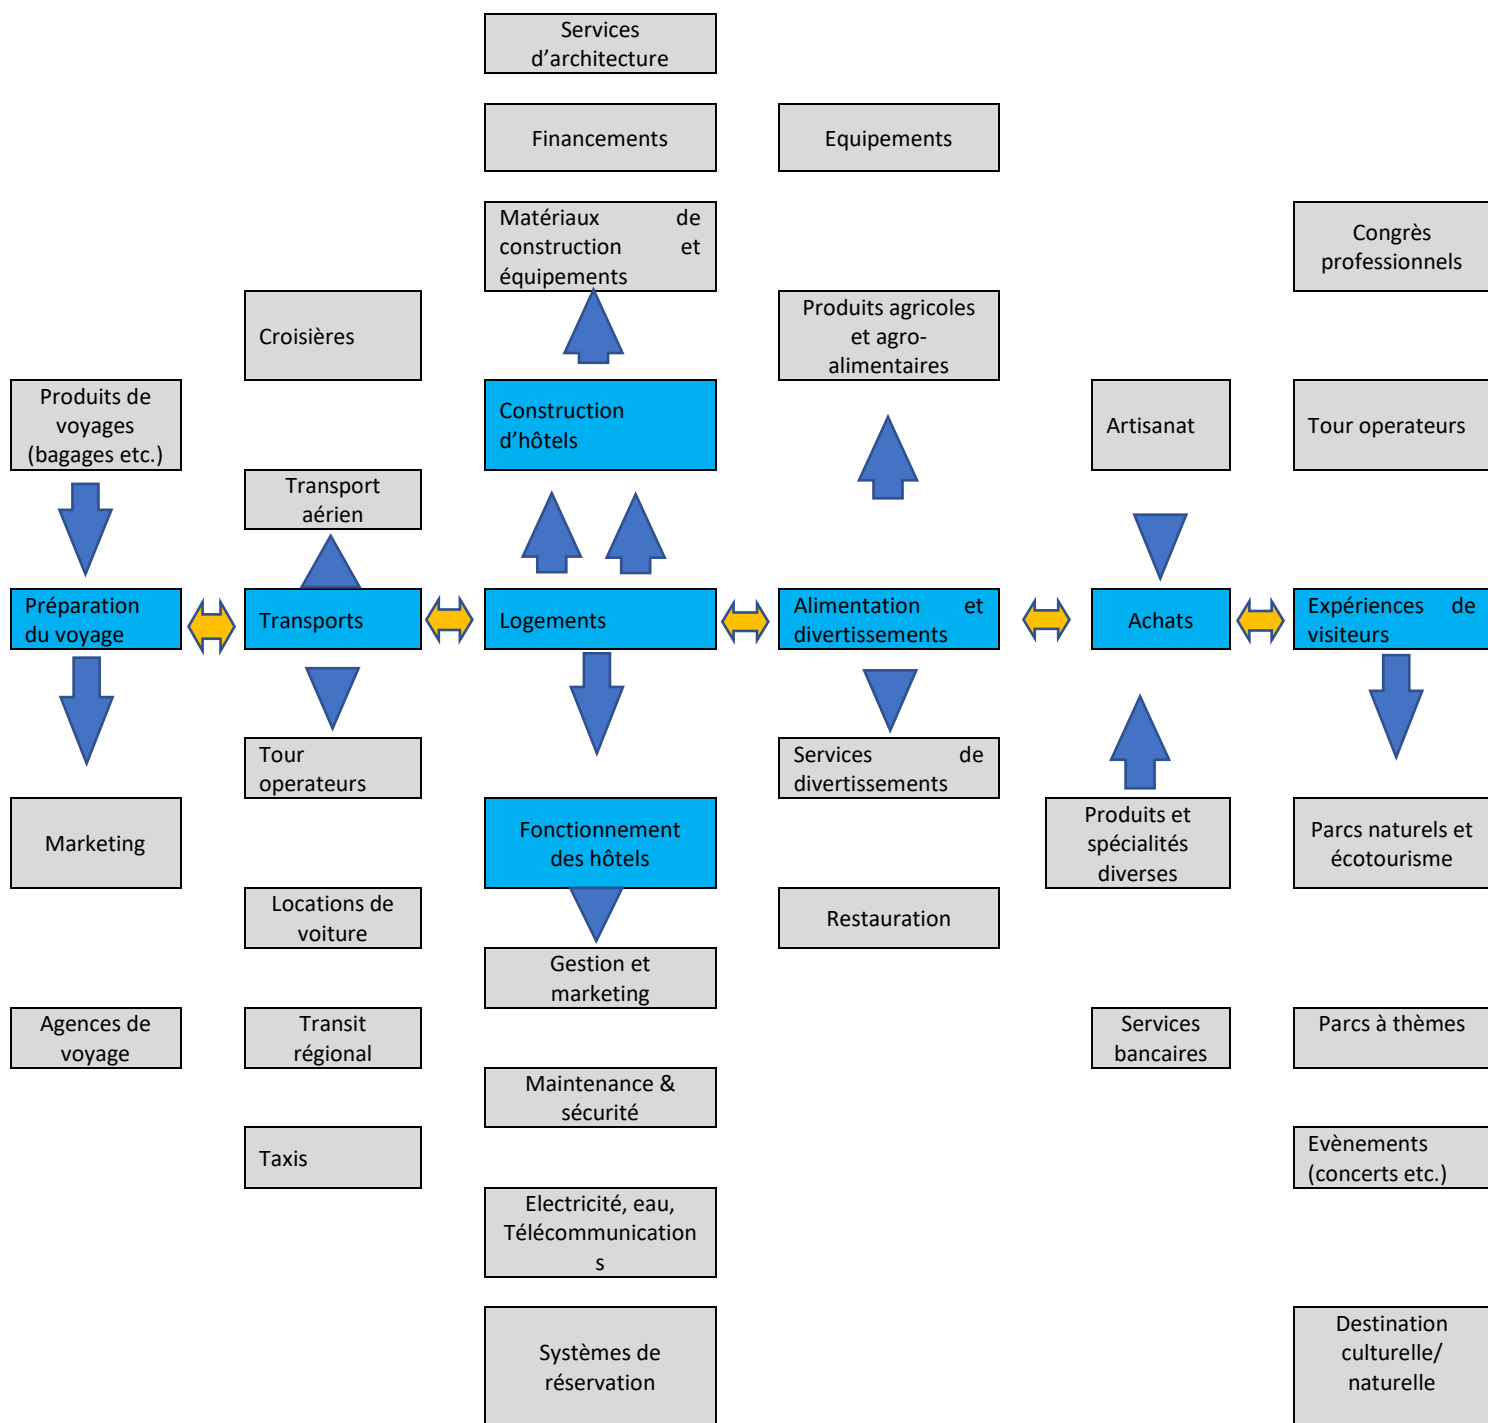 Services
d’architecture
Financements
Equipements
Matériaux de
construction et
équipements
Congrès
professionnels
Croisières
Produits agricoles
et agro-
alimentaires
Produits de
voyages
(bagages etc.)
Construction
d’hôtels
Artisanat
Tour operateurs
Transport
aérien
Préparation
du voyage
Transports
Logements
Alimentation et
divertissements
Achats
Expériences de
visiteurs
Tour
operateurs
Services de
divertissements
Marketing
Fonctionnement
des hôtels
Produits et
spécialités
diverses
Parcs naturels et
écotourisme
Locations de
voiture
Restauration
Gestion et
marketing
Agences de
voyage
Transit
régional
Services
bancaires
Parcs à thèmes
Maintenance &
sécurité
Taxis
Evènements
(concerts etc.)
Electricité, eau,
Télécommunication
s
Systèmes de
réservation
Destination
culturelle/
naturelle